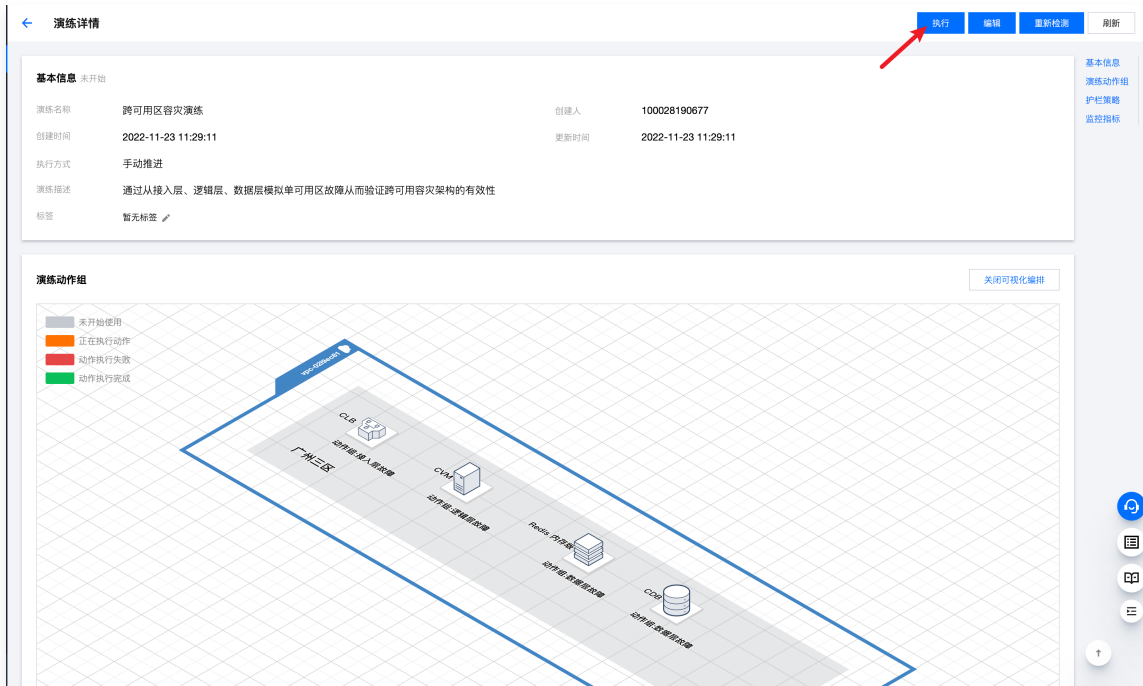 演练详情
执行
编辑
重新检测
刷新
基本信息 未开始
演练名称 跨可用区容灾演练
创建人 100028190677
创建时间 2022-11-23 11:29:11
更新时间 2022-11-23 11:29:11
执行方式 手动推进
演练描述 通过从接入层、逻辑层、数据层模拟单可用区故障从而验证跨可用容灾架构的有效性
标签 暂无标签
基本信息
演练动作组
护栏策略
监控指标
演练动作组
关闭可视化编排
未开始使用
正在执行动作
动作执行失败
动作执行完成
CLB
动作组:接入层故障
广州三区
CVM
动作组:逻辑层故障
Redis 内存版
动作组:数据层故障
CDB
动作组:数据层故障